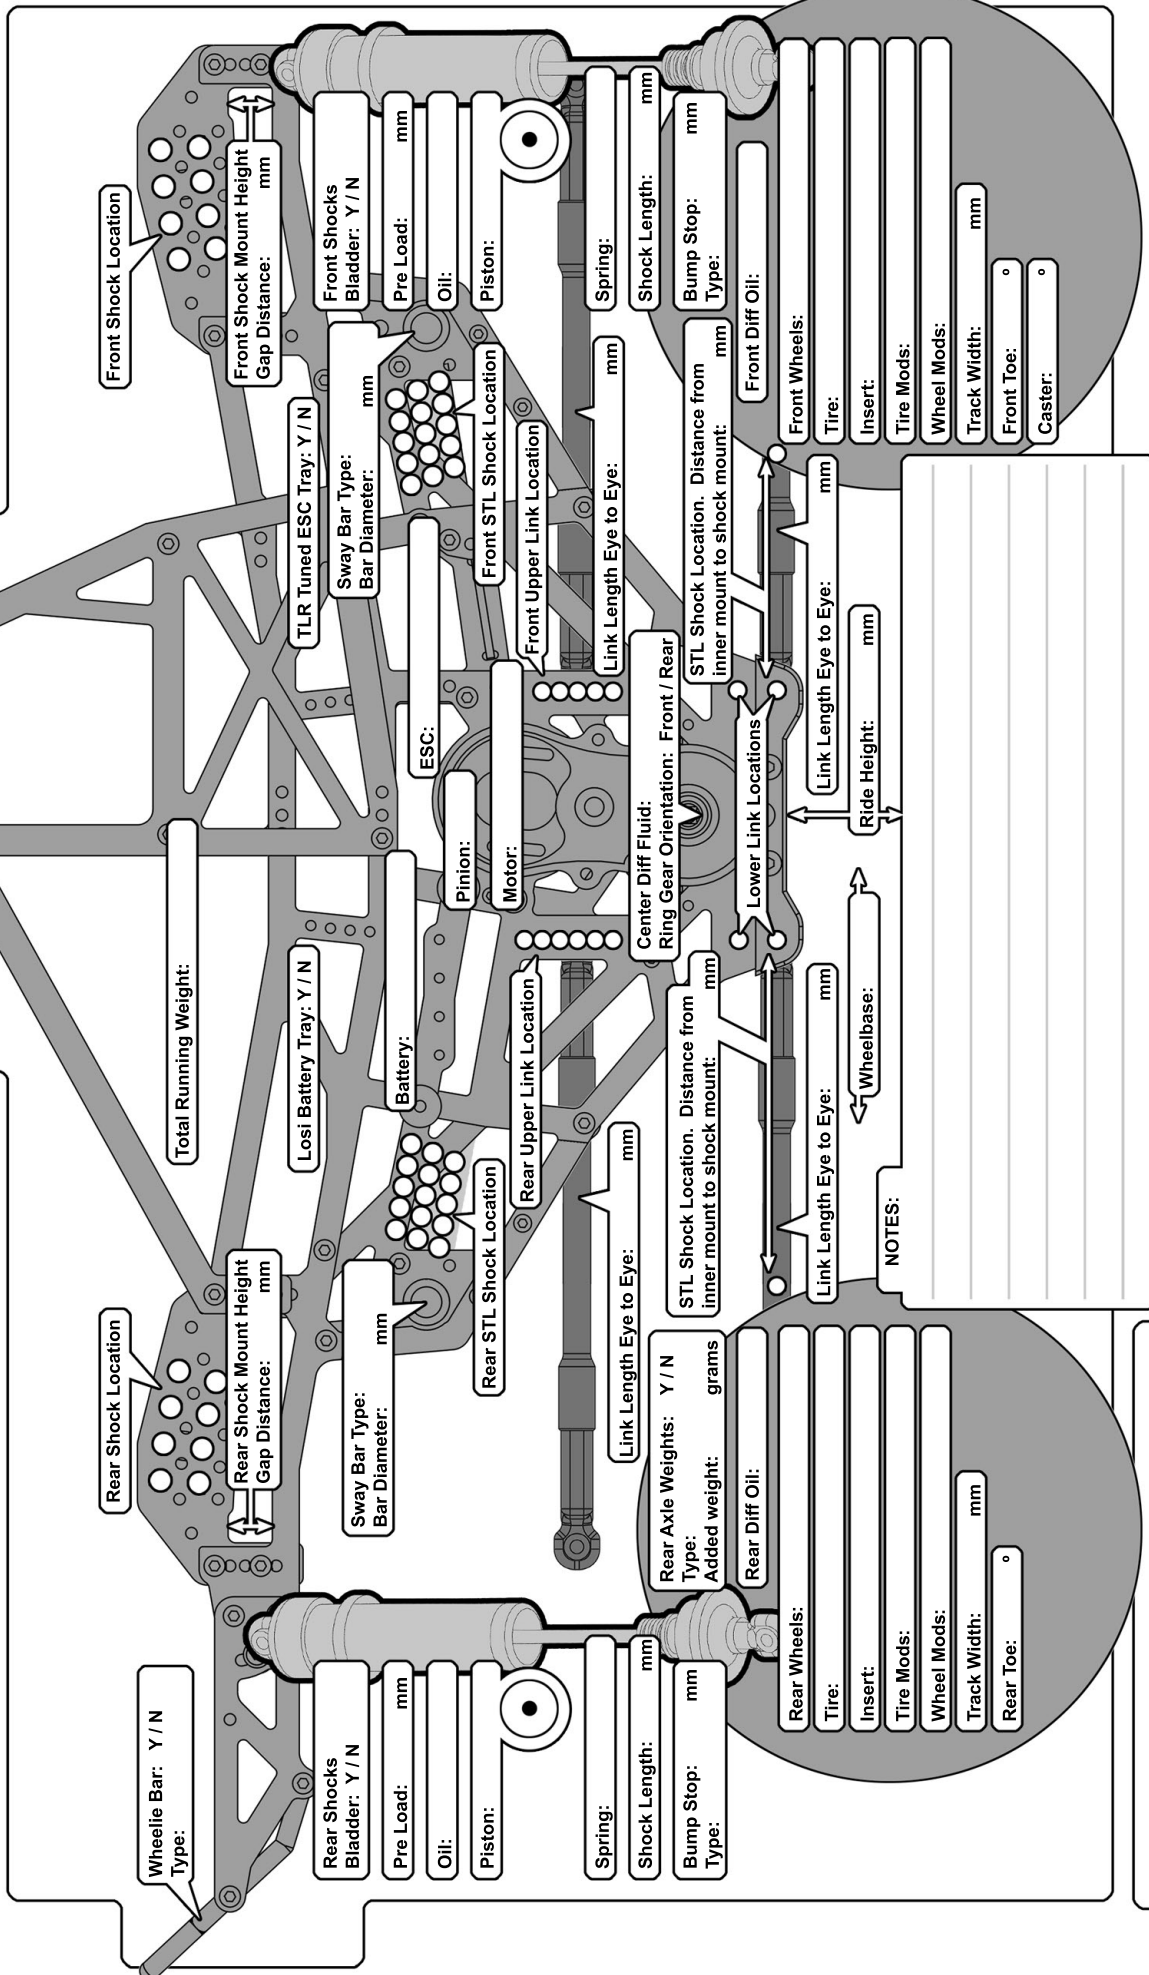 Wheelie Bar: Y / N
Type:
Rear Shock Location
Rear Shock Mount Height
Gap Distance: mm
Total Running Weight:
Losi Battery Tray: Y / N
Battery:
Front Shock Location
Front Shock Mount Height
Gap Distance: mm
TLR Tuned ESC Tray: Y / N
Sway Bar Type:
Bar Diameter: mm
ESC:
Pinion:
Motor:
Rear Shocks
Bladder: Y / N
Pre Load: mm
Oil:
Piston:
Spring:
Shock Length: mm
Bump Stop: mm
Type:
Sway Bar Type:
Bar Diameter: mm
Rear STL Shock Location
Rear Upper Link Location
Link Length Eye to Eye: mm
Front STL Shock Location
Front Upper Link Location
Link Length Eye to Eye: mm
Front Shocks
Bladder: Y / N
Pre Load: mm
Oil:
Piston:
Spring:
Shock Length: mm
Bump Stop: mm
Type:
Center Diff Fluid:
Ring Gear Orientation: Front / Rear
Rear Axle Weights: Y / N
Type:
Added weight: grams
Rear Diff Oil:
STL Shock Location. Distance from
inner mount to shock mount: mm
Lower Link Locations
STL Shock Location. Distance from
inner mount to shock mount: mm
Front Diff Oil:
Rear Wheels:
Tire:
Insert:
Tire Mods:
Wheel Mods:
Track Width: mm
Rear Toe: °
Link Length Eye to Eye: mm
Wheelbase:
Ride Height: mm
Link Length Eye to Eye: mm
Front Wheels:
Tire:
Insert:
Tire Mods:
Wheel Mods:
Track Width: mm
Front Toe: °
Caster: °
NOTES: